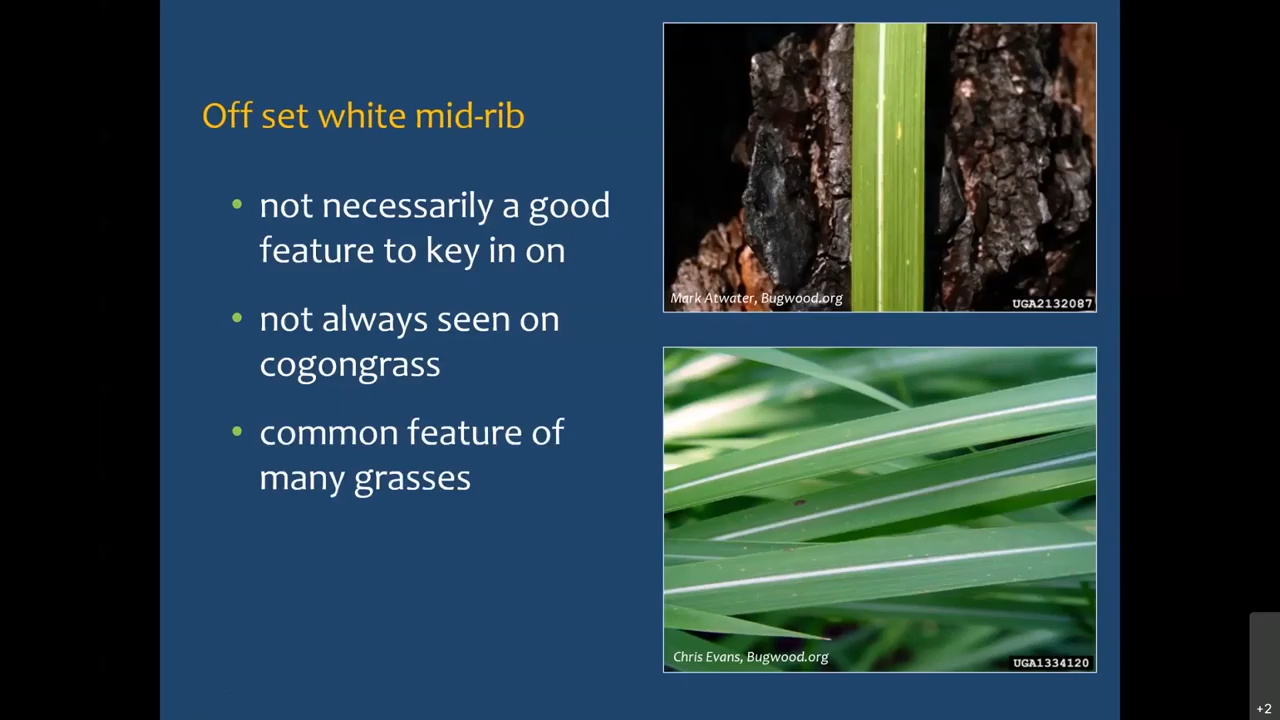 Off set white mid-rib
• not necessarily a good
feature to key in on
• not always seen on
cogongrass
• common feature of
many grasses
Mark Atwater, Bugwood.org
UGA2132087
Chris Evans, Bugwood.org
UGA1334120
+2